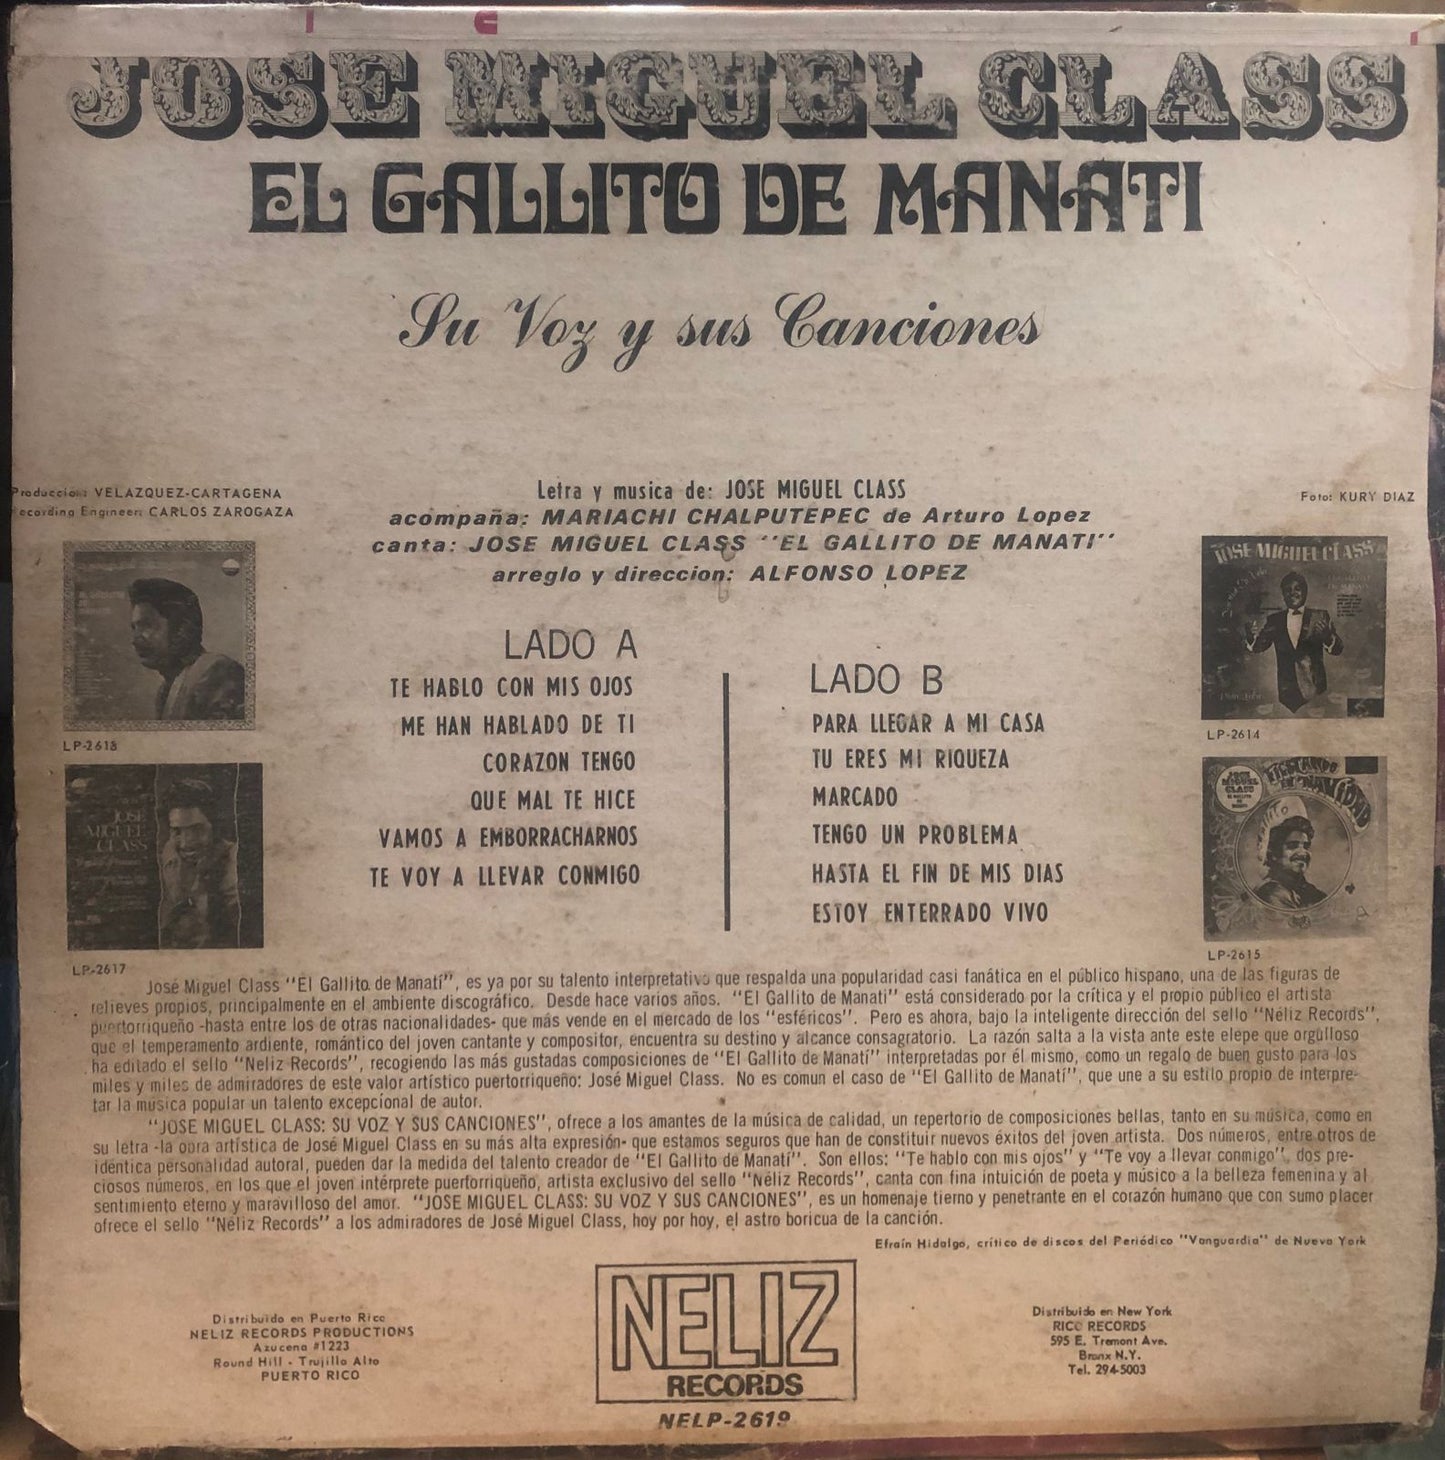 JOSE MIGUEL CLASS
EL GALLITO DE MANATI
Su Voz y sus Canciones
Produccion: VELAZQUEZ-CARTAGENA
Recording Engineer: CARLOS ZAROGAZA
Letra y musica de: JOSE MIGUEL CLASS
acompaña: MARIACHI CHALPUTEPEC de Arturo Lopez
canta: JOSE MIGUEL CLASS "EL GALLITO DE MANATI"
arreglo y direccion: ALFONSO LOPEZ
Foto: KURY DIAZ
LP-2618
JOSE
MIGUEL
CLASS
LP-2617
LADO A
TE HABLO CON MIS OJOS
ME HAN HABLADO DE TI
CORAZON TENGO
QUE MAL TE HICE
VAMOS A EMBORRACHARNOS
TE VOY A LLEVAR CONMIGO
LADO B
PARA LLEGAR A MI CASA
TU ERES MI RIQUEZA
MARCADO
TENGO UN PROBLEMA
HASTA EL FIN DE MIS DIAS
ESTOY ENTERRADO VIVO
JOSE MIGUEL CLASS
LP-2614
JOSE
MIGUEL
CLASS
NAVIDAD
LP-2615
José Miguel Class "El Gallito de Manatí", es ya por su talento interpretativo que respalda una popularidad casi fanática en el público hispano, una de las figuras de
relieves propios, principalmente en el ambiente discográfico. Desde hace varios años. "El Gallito de Manati" está considerado por la crítica y el propio público el artista
puertorriqueño -hasta entre los de otras nacionalidades- que más vende en el mercado de los "esféricos". Pero es ahora, bajo la inteligente dirección del sello "Néliz Records",
que el temperamento ardiente, romántico del joven cantante y compositor, encuentra su destino y alcance consagratorio. La razón salta a la vista ante este elepe que orgulloso
ha editado el sello "Neliz Records", recogiendo las más gustadas composiciones de "El Gallito de Manatí" interpretadas por él mismo, como un regalo de buen gusto para los
miles y miles de admiradores de este valor artístico puertorriqueño: José Miguel Class. No es comun el caso de "El Gallito de Manatí", que une a su estilo propio de interpre-
tar la música popular un talento excepcional de autor.
"JOSE MIGUEL CLASS: SU VOZ Y SUS CANCIONES", ofrece a los amantes de la música de calidad, un repertorio de composiciones bellas, tanto en su música, como en
su letra -la obra artística de José Miguel Class en su más alta expresión- que estamos seguros que han de constituir nuevos éxitos del joven artista. Dos números, entre otros de
idéntica personalidad autoral, pueden dar la medida del talento creador de "El Gallito de Manatí". Son ellos: "Te hablo con mis ojos" y "Te voy a llevar conmigo", dos pre-
ciosos números, en los que el joven intérprete puertorriqueño, artista exclusivo del sello "Néliz Records", canta con fina intuición de poeta y músico a la belleza femenina y al
sentimiento eterno y maravilloso del amor. "JOSE MIGUEL CLASS: SU VOZ Y SUS CANCIONES", es un homenaje tierno y penetrante en el corazón humano que con sumo placer
ofrece el sello "Néliz Records" a los admiradores de José Miguel Class, hoy por hoy, el astro boricua de la canción.
Efraín Hidalgo, crítico de discos del Periódico "Vanguardia" de Nueva York
Distribuido en Puerto Rico
NELIZ RECORDS PRODUCTIONS
Azucena #1223
Round Hill - Trujillo Alto
PUERTO RICO
NELIZ
RECORDS
NELP-2619
Distribuido en New York
RICO RECORDS
595 E. Tremont Ave.
Bronx N.Y.
Tel. 294-5003